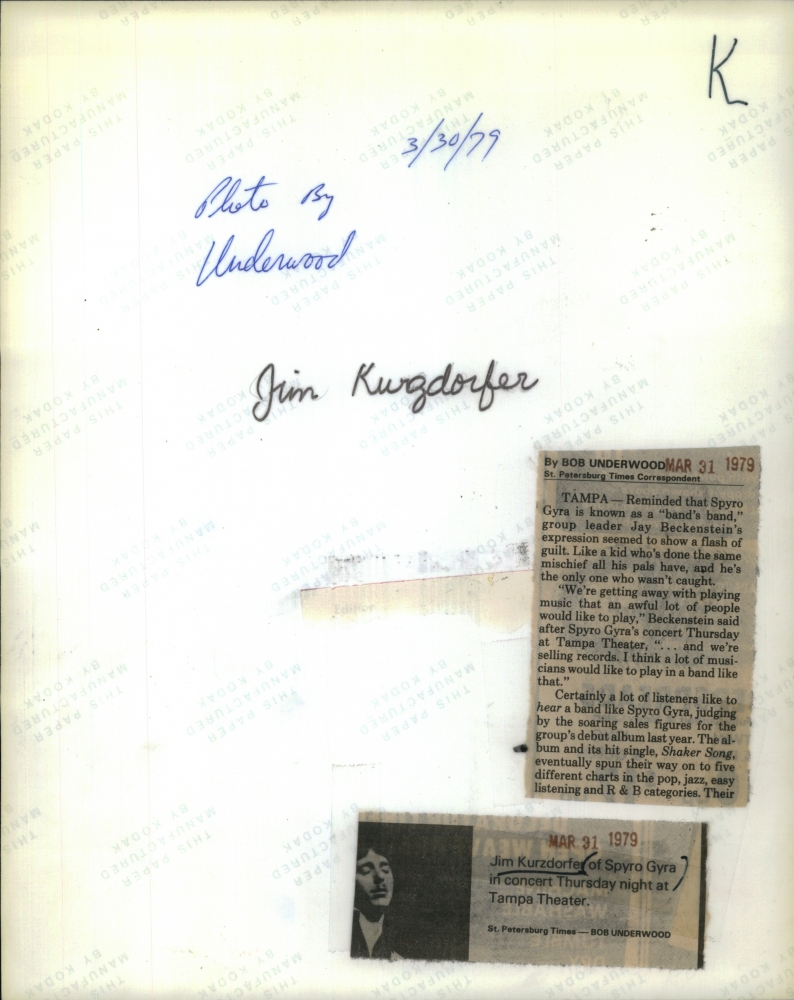 K
3/30/79
Photo By
Underwood
Jim Kurzdorfer
By BOB UNDERWOOD MAR 31 1979
St. Petersburg Times Correspondent
TAMPA — Reminded that Spyro
Gyra is known as a "band's band,"
group leader Jay Beckenstein's
expression seemed to show a flash of
guilt. Like a kid who's done the same
mischief all his pals have, and he's
the only one who wasn't caught.
"We're getting away with playing
music that an awful lot of people
would like to play," Beckenstein said
after Spyro Gyra's concert Thursday
at Tampa Theater, "... and we're
selling records. I think a lot of musi-
cians would like to play in a band like
that."
Certainly a lot of listeners like to
hear a band like Spyro Gyra, judging
by the soaring sales figures for the
group's debut album last year. The al-
bum and its hit single, Shaker Song,
eventually spun their way on to five
different charts in the pop, jazz, easy
listening and R & B categories. Their
MAR 31 1979
Jim Kurzdorfer (of Spyro Gyra)
in concert Thursday night at
Tampa Theater.
St. Petersburg Times — BOB UNDERWOOD
THIS PAPER
MANUFACTURED
BY KODAK